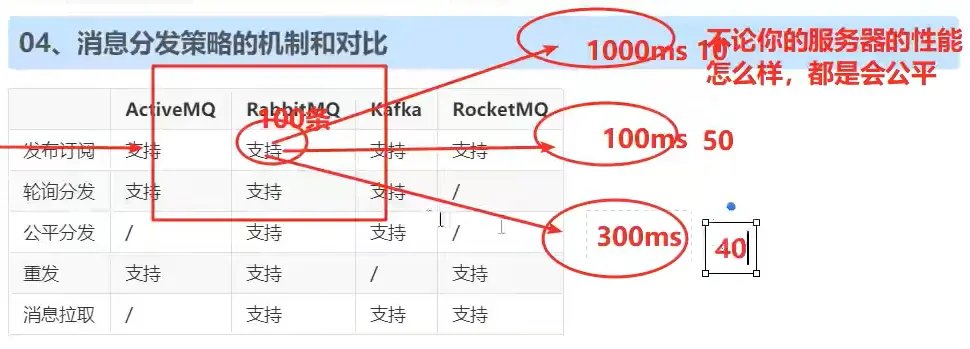 04、消息分发策略的机制和对比
1000ms 10
不论你的服务器的性能
怎么样，都是会公平
ActiveMQ RabbitMQ Kafka RocketMQ
100条
发布订阅 支持 支持 支持 支持
100ms 50
轮询分发 支持 支持 支持 /
公平分发 / 支持 支持 /
300ms 40
重发 支持 支持 / 支持
消息拉取 / 支持 支持 支持